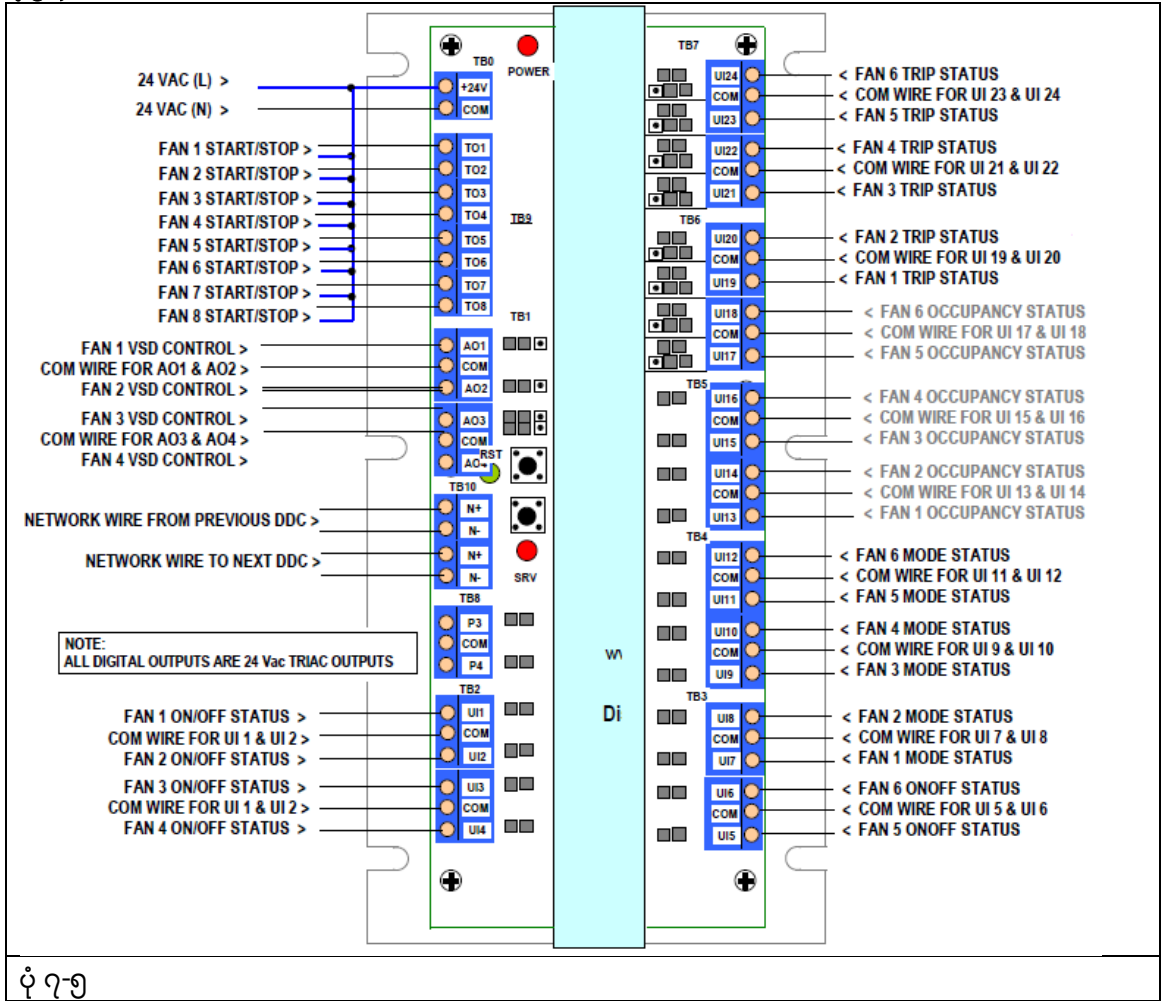 24 VAC (L) >
24 VAC (N) >
FAN 1 START/STOP >
FAN 2 START/STOP >
FAN 3 START/STOP >
FAN 4 START/STOP >
FAN 5 START/STOP >
FAN 6 START/STOP >
FAN 7 START/STOP >
FAN 8 START/STOP >
FAN 1 VSD CONTROL >
COM WIRE FOR AO1 & AO2 >
FAN 2 VSD CONTROL >
FAN 3 VSD CONTROL >
COM WIRE FOR AO3 & AO4 >
FAN 4 VSD CONTROL >
NETWORK WIRE FROM PREVIOUS DDC >
NETWORK WIRE TO NEXT DDC >
NOTE:
ALL DIGITAL OUTPUTS ARE 24 Vac TRIAC OUTPUTS
FAN 1 ON/OFF STATUS >
COM WIRE FOR UI 1 & UI 2 >
FAN 2 ON/OFF STATUS >
FAN 3 ON/OFF STATUS >
COM WIRE FOR UI 1 & UI 2 >
FAN 4 ON/OFF STATUS >
TB0
POWER
+24V
COM
TO1
TO2
TO3
TO4
TB9
TO5
TO6
TO7
TO8
TB1
AO1
COM
AO2
AO3
COM
RST
TB10
N+
N-
N+
N-
SRV
TB8
P3
COM
P4
TB2
UI1
COM
UI2
UI3
COM
UI4
Di
TB7
UI24
COM
UI23
UI22
COM
UI21
TB6
UI20
COM
UI19
UI18
COM
UI17
TB5
UI16
COM
UI15
UI14
COM
UI13
TB4
UI12
COM
UI11
UI10
COM
UI9
TB3
UI8
COM
UI7
UI6
COM
UI5
< FAN 6 TRIP STATUS
< COM WIRE FOR UI 23 & UI 24
< FAN 5 TRIP STATUS
< FAN 4 TRIP STATUS
< COM WIRE FOR UI 21 & UI 22
< FAN 3 TRIP STATUS
< FAN 2 TRIP STATUS
< COM WIRE FOR UI 19 & UI 20
< FAN 1 TRIP STATUS
< FAN 6 OCCUPANCY STATUS
< COM WIRE FOR UI 17 & UI 18
< FAN 5 OCCUPANCY STATUS
< FAN 4 OCCUPANCY STATUS
< COM WIRE FOR UI 15 & UI 16
< FAN 3 OCCUPANCY STATUS
< FAN 2 OCCUPANCY STATUS
< COM WIRE FOR UI 13 & UI 14
< FAN 1 OCCUPANCY STATUS
< FAN 6 MODE STATUS
< COM WIRE FOR UI 11 & UI 12
< FAN 5 MODE STATUS
< FAN 4 MODE STATUS
< COM WIRE FOR UI 9 & UI 10
< FAN 3 MODE STATUS
< FAN 2 MODE STATUS
< COM WIRE FOR UI 7 & UI 8
< FAN 1 MODE STATUS
< FAN 6 ONOFF STATUS
< COM WIRE FOR UI 5 & UI 6
< FAN 5 ONOFF STATUS
ပုံ ၇-၅